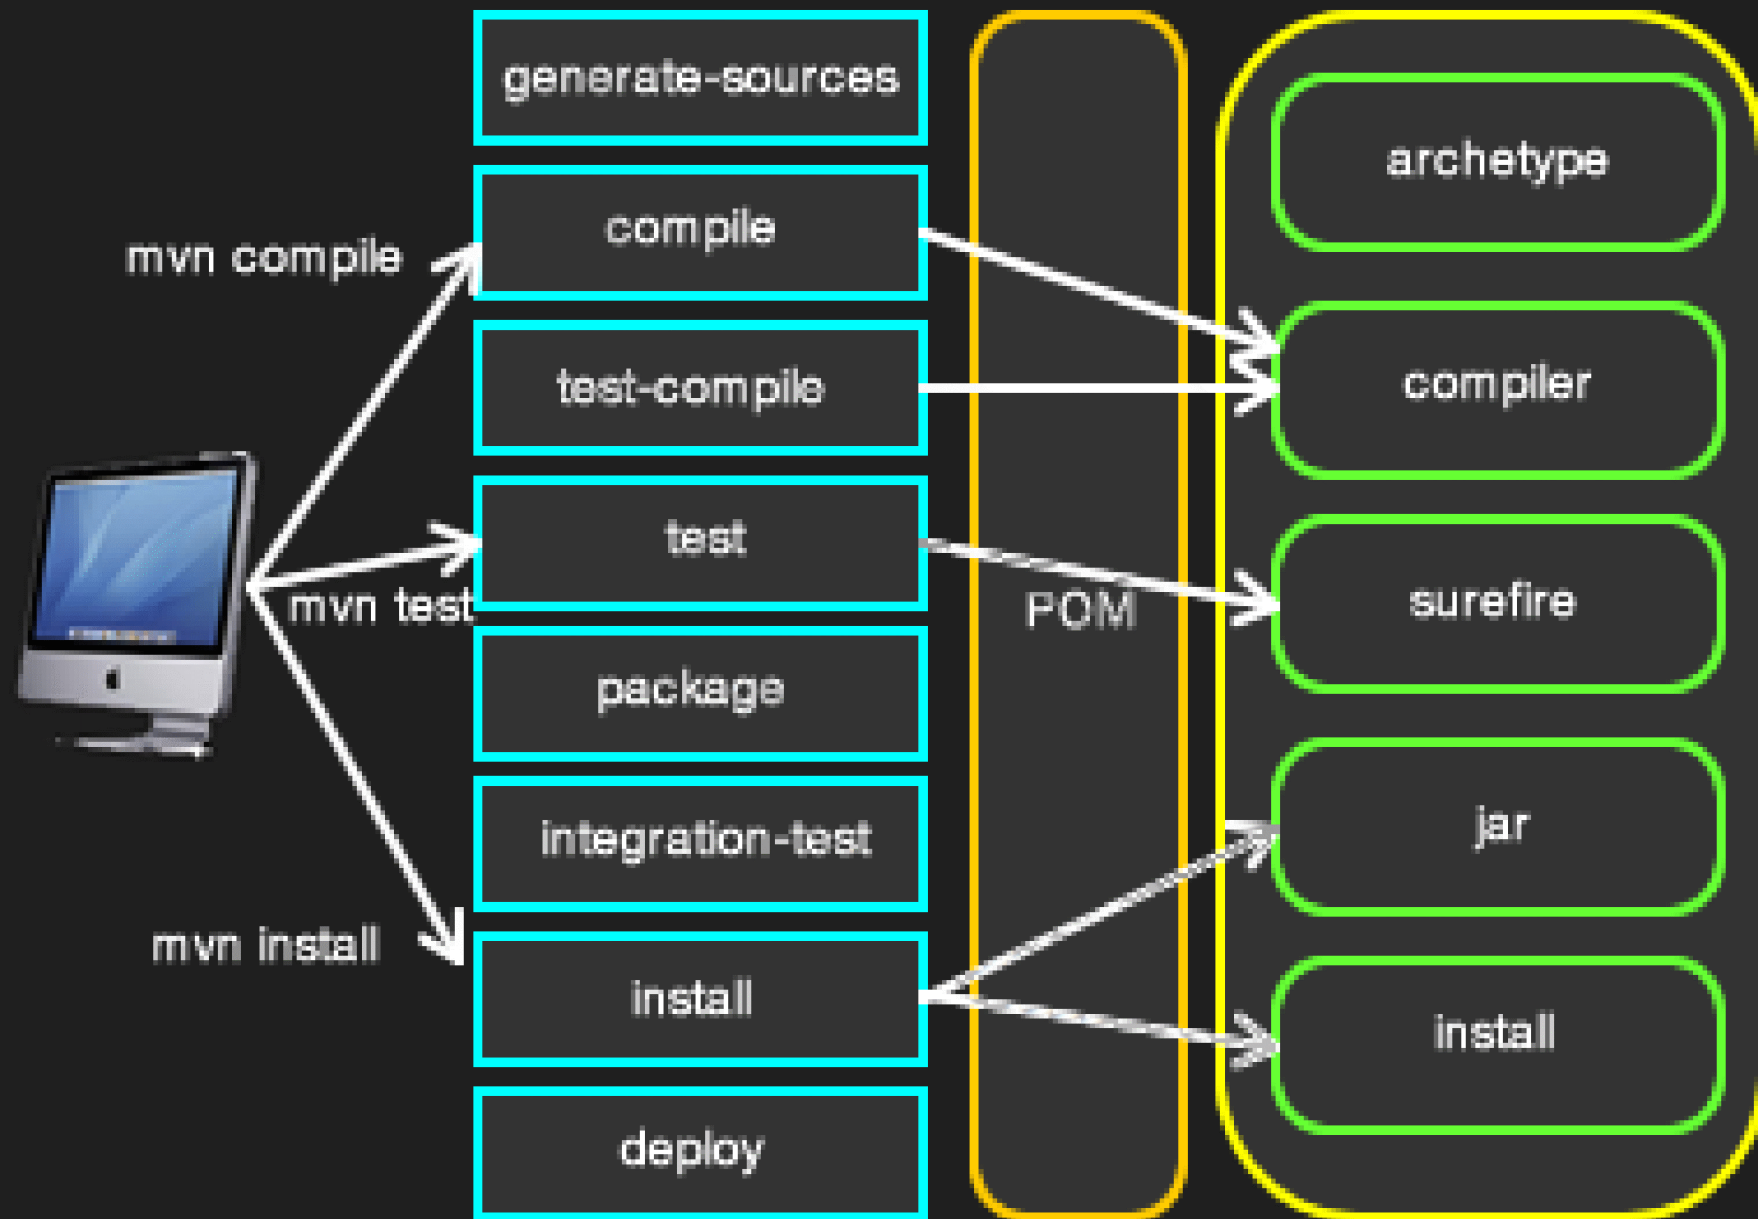 generate-sources
archetype
mvn compile
compile
test-compile
compiler
mvn test
test
POM
surefire
package
integration-test
jar
mvn install
install
install
deploy